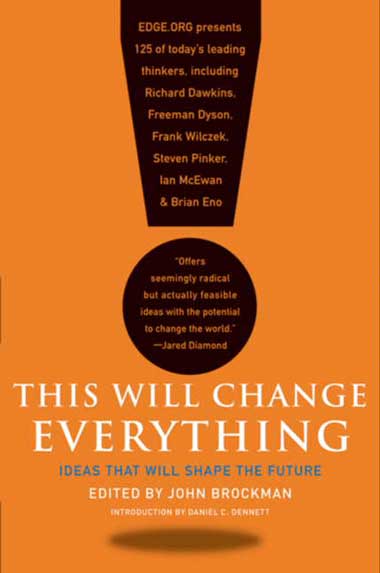 EDGE.ORG presents
125 of today's leading
thinkers, including
Richard Dawkins,
Freeman Dyson,
Frank Wilczek,
Steven Pinker,
Ian McEwan
& Brian Eno
"Offers
seemingly radical
but actually feasible
ideas with the potential
to change the world."
—Jared Diamond
THIS WILL CHANGE
EVERYTHING
IDEAS THAT WILL SHAPE THE FUTURE
EDITED BY JOHN BROCKMAN
INTRODUCTION BY DANIEL C. DENNETT